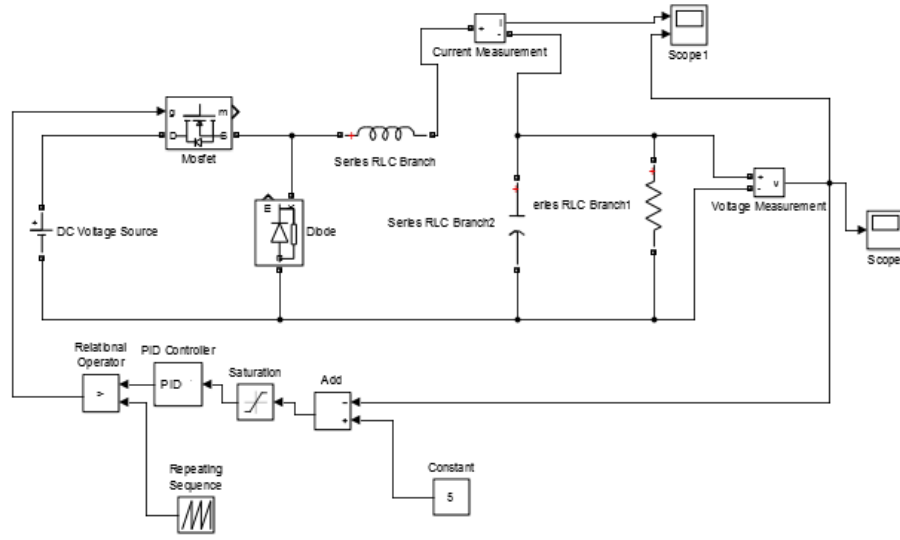 Current Measurement
Scope1
g
m
D
S
Mosfet
Series RLC Branch
DC Voltage Source
m
Diode
Series RLC Branch2
eries RLC Branch1
v
Voltage Measurement
Scope
Relational
Operator
PID Controller
PID
Saturation
Add
>
Constant
5
Repeating
Sequence